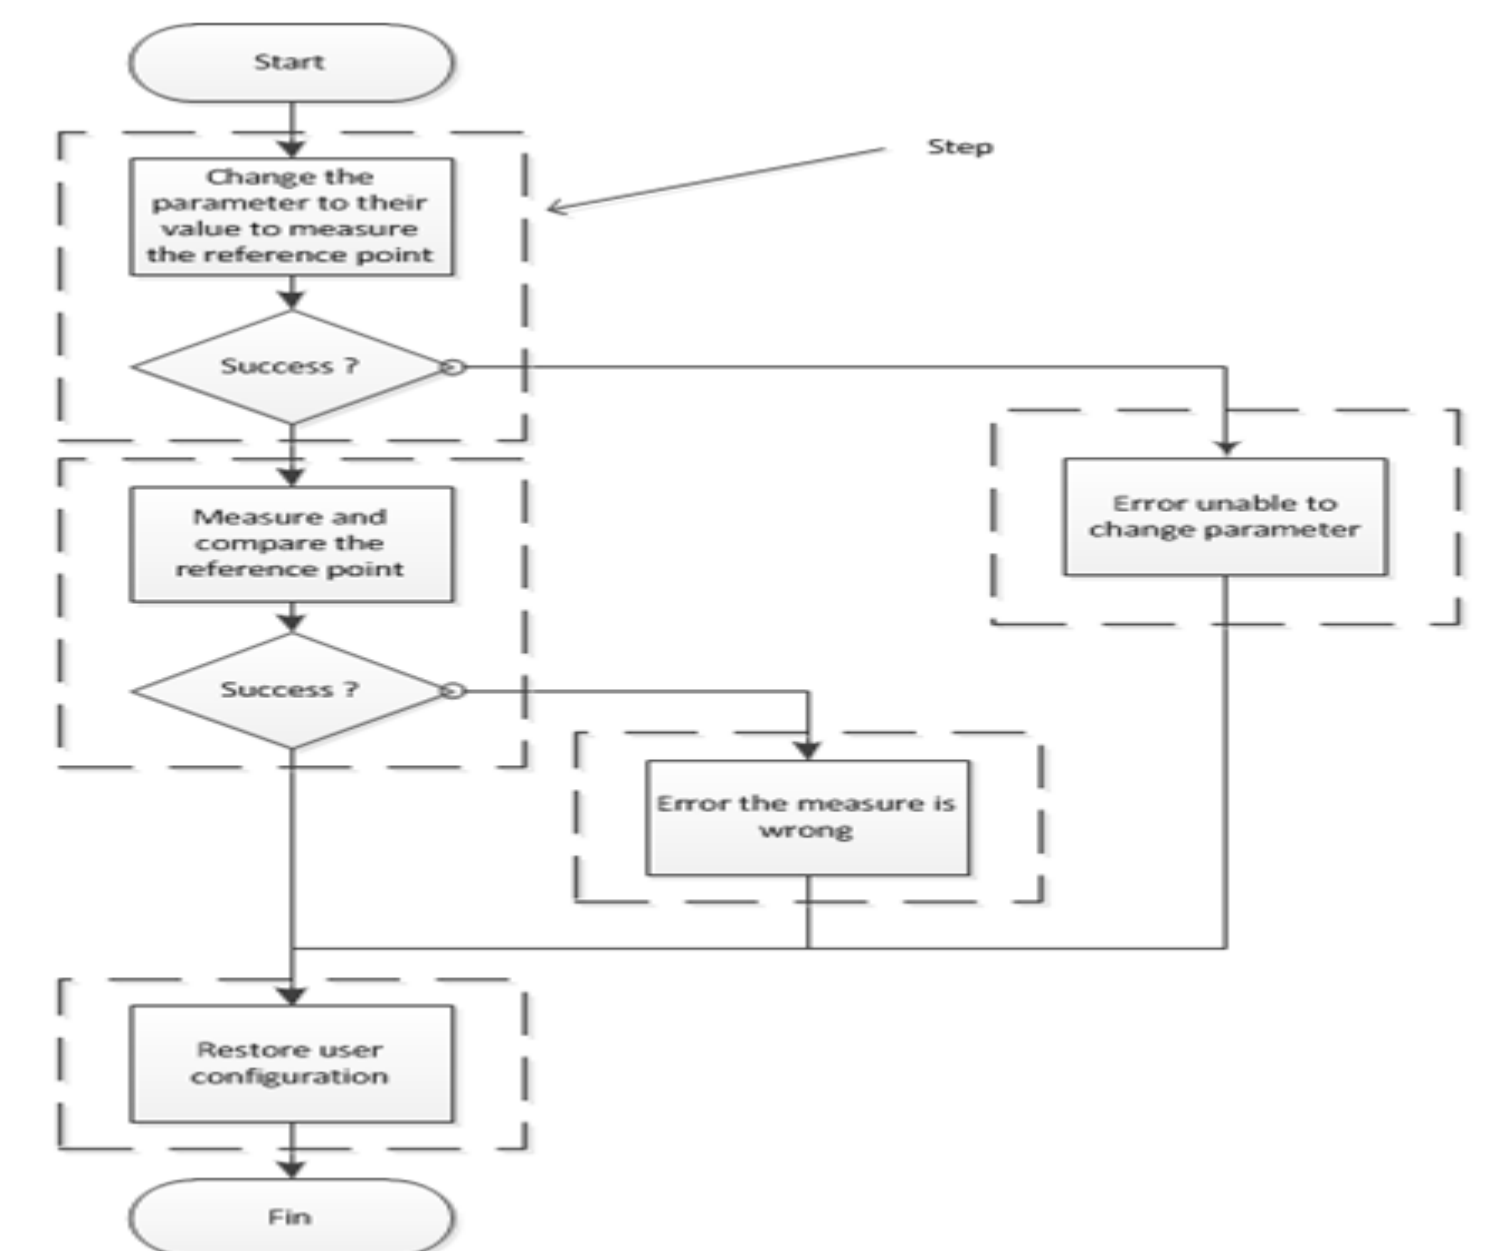 Start
Step
Change the
parameter to their
value to measure
the reference point
Success ?
Error unable to
change parameter
Measure and
compare the
reference point
Success ?
Error the measure is
wrong
Restore user
configuration
Fin